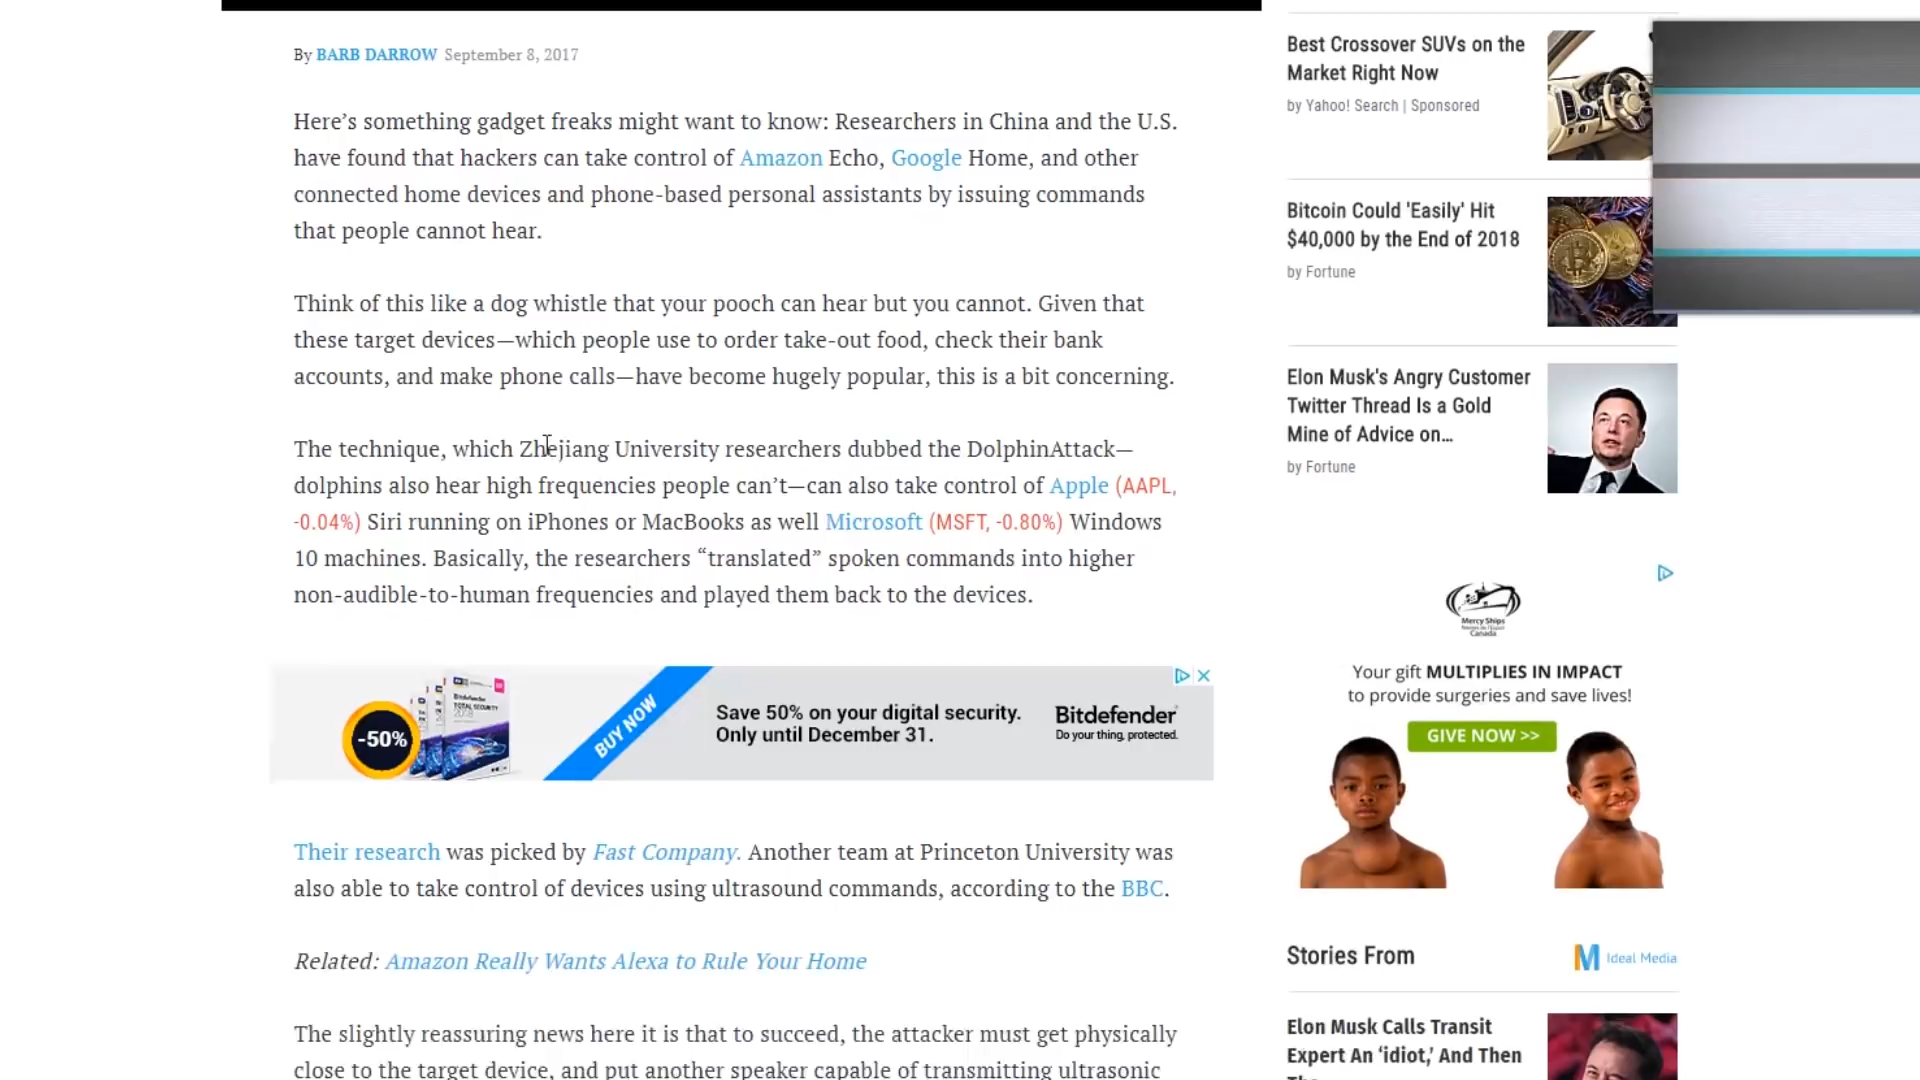 By BARB DARROW September 8, 2017
Here’s something gadget freaks might want to know: Researchers in China and the U.S.
have found that hackers can take control of Amazon Echo, Google Home, and other
connected home devices and phone-based personal assistants by issuing commands
that people cannot hear.
Think of this like a dog whistle that your pooch can hear but you cannot. Given that
these target devices—which people use to order take-out food, check their bank
accounts, and make phone calls—have become hugely popular, this is a bit concerning.
The technique, which Zhejiang University researchers dubbed the DolphinAttack—
dolphins also hear high frequencies people can’t—can also take control of Apple (AAPL,
-0.04%) Siri running on iPhones or MacBooks as well Microsoft (MSFT, -0.80%) Windows
10 machines. Basically, the researchers “translated” spoken commands into higher
non-audible-to-human frequencies and played them back to the devices.
-50%
Bitdefender
TOTAL SECURITY
2018
BUY NOW
Save 50% on your digital security.
Only until December 31.
Bitdefender
Do your thing, protected.
Their research was picked by Fast Company. Another team at Princeton University was
also able to take control of devices using ultrasound commands, according to the BBC.
Related: Amazon Really Wants Alexa to Rule Your Home
The slightly reassuring news here it is that to succeed, the attacker must get physically
close to the target device, and put another speaker capable of transmitting ultrasonic
Best Crossover SUVs on the
Market Right Now
by Yahoo! Search | Sponsored
Bitcoin Could 'Easily' Hit
$40,000 by the End of 2018
by Fortune
Elon Musk's Angry Customer
Twitter Thread Is a Gold
Mine of Advice on...
by Fortune
Mercy Ships
Canada
Your gift MULTIPLIES IN IMPACT
to provide surgeries and save lives!
GIVE NOW >>
Stories From
Ideal Media
Elon Musk Calls Transit
Expert An ‘idiot,’ And Then